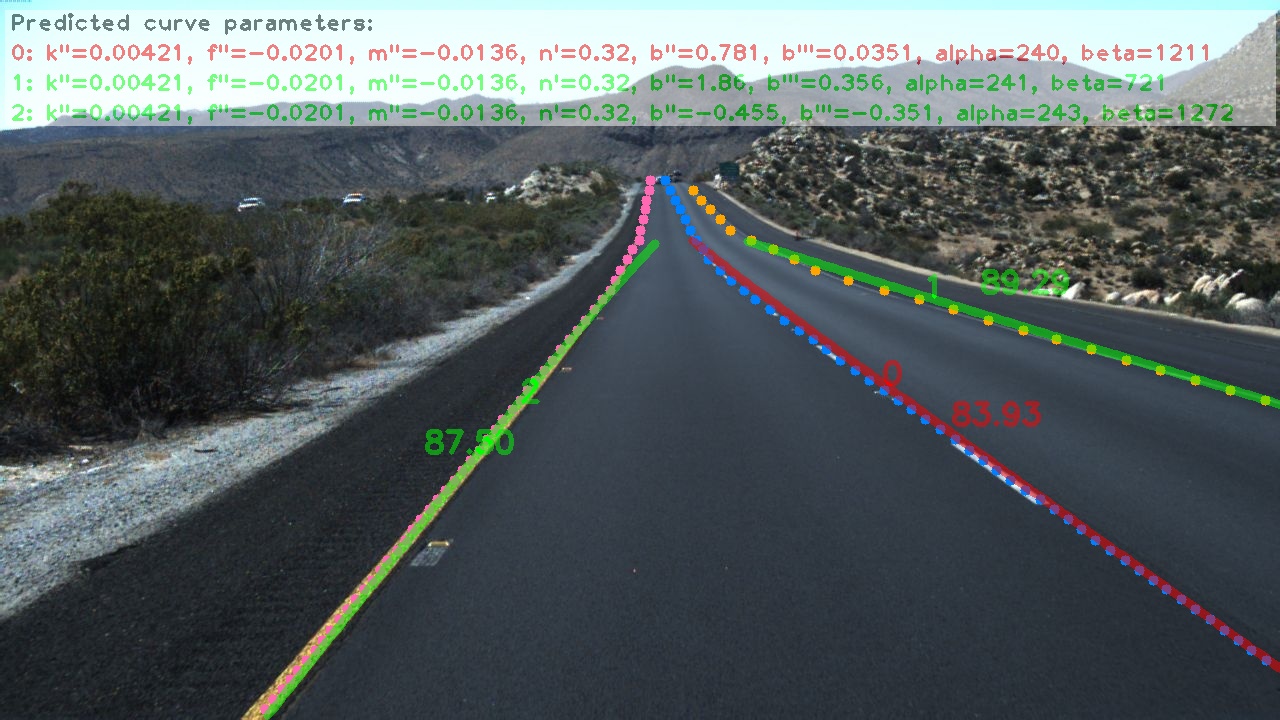 Predicted curve parameters:
0: k''=0.00421, f''=−0.0201, m''=−0.0136, n'=0.32, b''=0.781, b'''=0.0351, alpha=240, beta=1211
1: k''=0.00421, f''=−0.0201, m''=−0.0136, n'=0.32, b''=1.86, b'''=0.356, alpha=241, beta=721
2: k''=0.00421, f''=−0.0201, m''=−0.0136, n'=0.32, b''=−0.455, b'''=−0.351, alpha=243, beta=1272
1 89.29
0
2
83.93
87.50